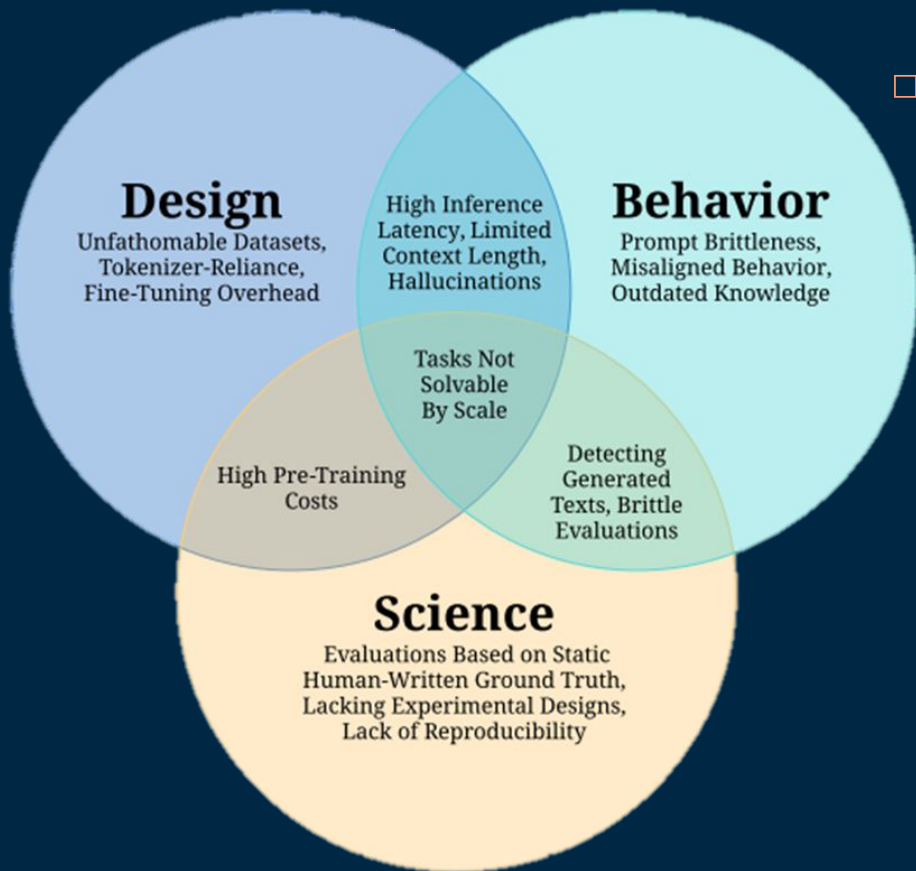 Design
Unfathomable Datasets,
Tokenizer-Reliance,
Fine-Tuning Overhead
High Inference
Latency, Limited
Context Length,
Hallucinations
Behavior
Prompt Brittleness,
Misaligned Behavior,
Outdated Knowledge
Tasks Not
Solvable
By Scale
High Pre-Training
Costs
Detecting
Generated
Texts, Brittle
Evaluations
Science
Evaluations Based on Static
Human-Written Ground Truth,
Lacking Experimental Designs,
Lack of Reproducibility